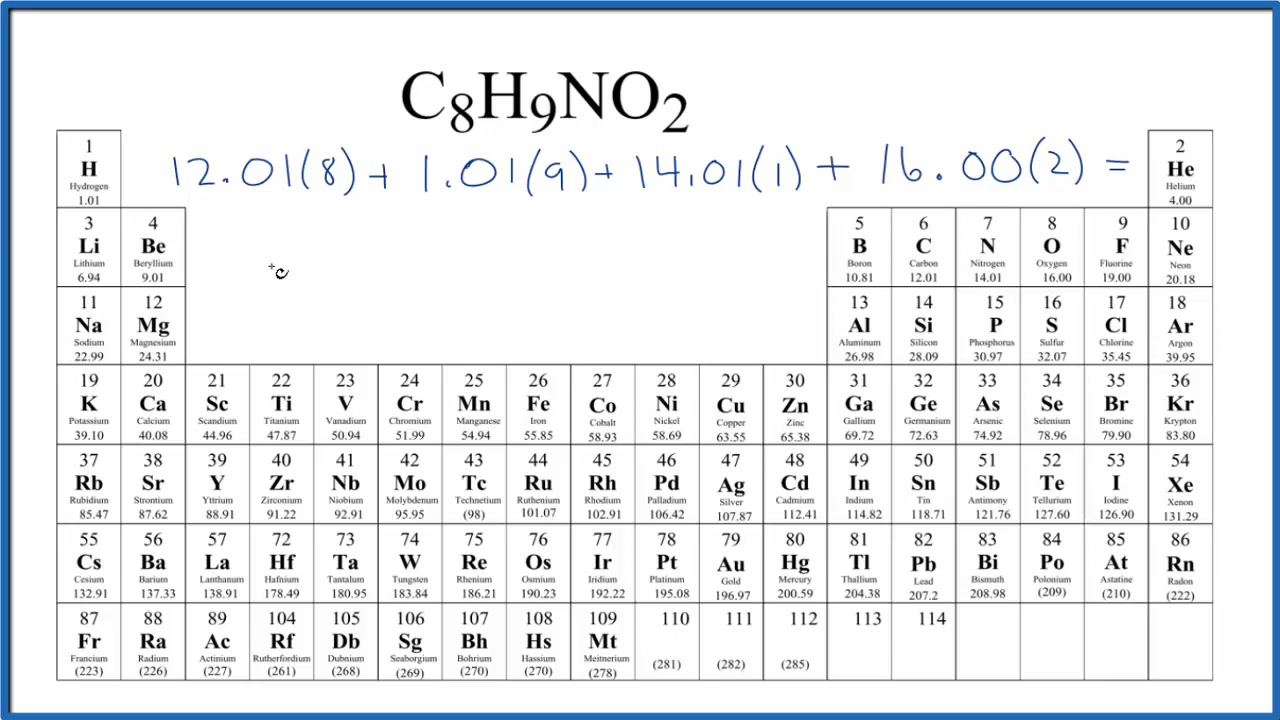 C8H9NO2
12.01(8) + 1.01(9) + 14.01(1) + 16.00(2) =
1 2
H He
Hydrogen Helium
1.01 4.00
3 4 5 6 7 8 9 10
Li Be B C N O F Ne
Lithium Beryllium Boron Carbon Nitrogen Oxygen Fluorine Neon
6.94 9.01 10.81 12.01 14.01 16.00 19.00 20.18
11 12 13 14 15 16 17 18
Na Mg Al Si P S Cl Ar
Sodium Magnesium Aluminum Silicon Phosphorus Sulfur Chlorine Argon
22.99 24.31 26.98 28.09 30.97 32.07 35.45 39.95
19 20 21 22 23 24 25 26 27 28 29 30 31 32 33 34 35 36
K Ca Sc Ti V Cr Mn Fe Co Ni Cu Zn Ga Ge As Se Br Kr
Potassium Calcium Scandium Titanium Vanadium Chromium Manganese Iron Cobalt Nickel Copper Zinc Gallium Germanium Arsenic Selenium Bromine Krypton
39.10 40.08 44.96 47.87 50.94 51.99 54.94 55.85 58.93 58.69 63.55 65.38 69.72 72.63 74.92 78.96 79.90 83.80
37 38 39 40 41 42 43 44 45 46 47 48 49 50 51 52 53 54
Rb Sr Y Zr Nb Mo Tc Ru Rh Pd Ag Cd In Sn Sb Te I Xe
Rubidium Strontium Yttrium Zirconium Niobium Molybdenum Technetium Ruthenium Rhodium Palladium Silver Cadmium Indium Tin Antimony Tellurium Iodine Xenon
85.47 87.62 88.91 91.22 92.91 95.95 (98) 101.07 102.91 106.42 107.87 112.41 114.82 118.71 121.76 127.60 126.90 131.29
55 56 57 72 73 74 75 76 77 78 79 80 81 82 83 84 85 86
Cs Ba La Hf Ta W Re Os Ir Pt Au Hg Tl Pb Bi Po At Rn
Cesium Barium Lanthanum Hafnium Tantalum Tungsten Rhenium Osmium Iridium Platinum Gold Mercury Thallium Lead Bismuth Polonium Astatine Radon
132.91 137.33 138.91 178.49 180.95 183.84 186.21 190.23 192.22 195.08 196.97 200.59 204.38 207.2 208.98 (209) (210) (222)
87 88 89 104 105 106 107 108 109 110 111 112 113 114
Fr Ra Ac Rf Db Sg Bh Hs Mt
Francium Radium Actinium Rutherfordium Dubnium Seaborgium Bohrium Hassium Meitnerium
(223) (226) (227) (261) (268) (269) (270) (270) (278) (281) (282) (285)